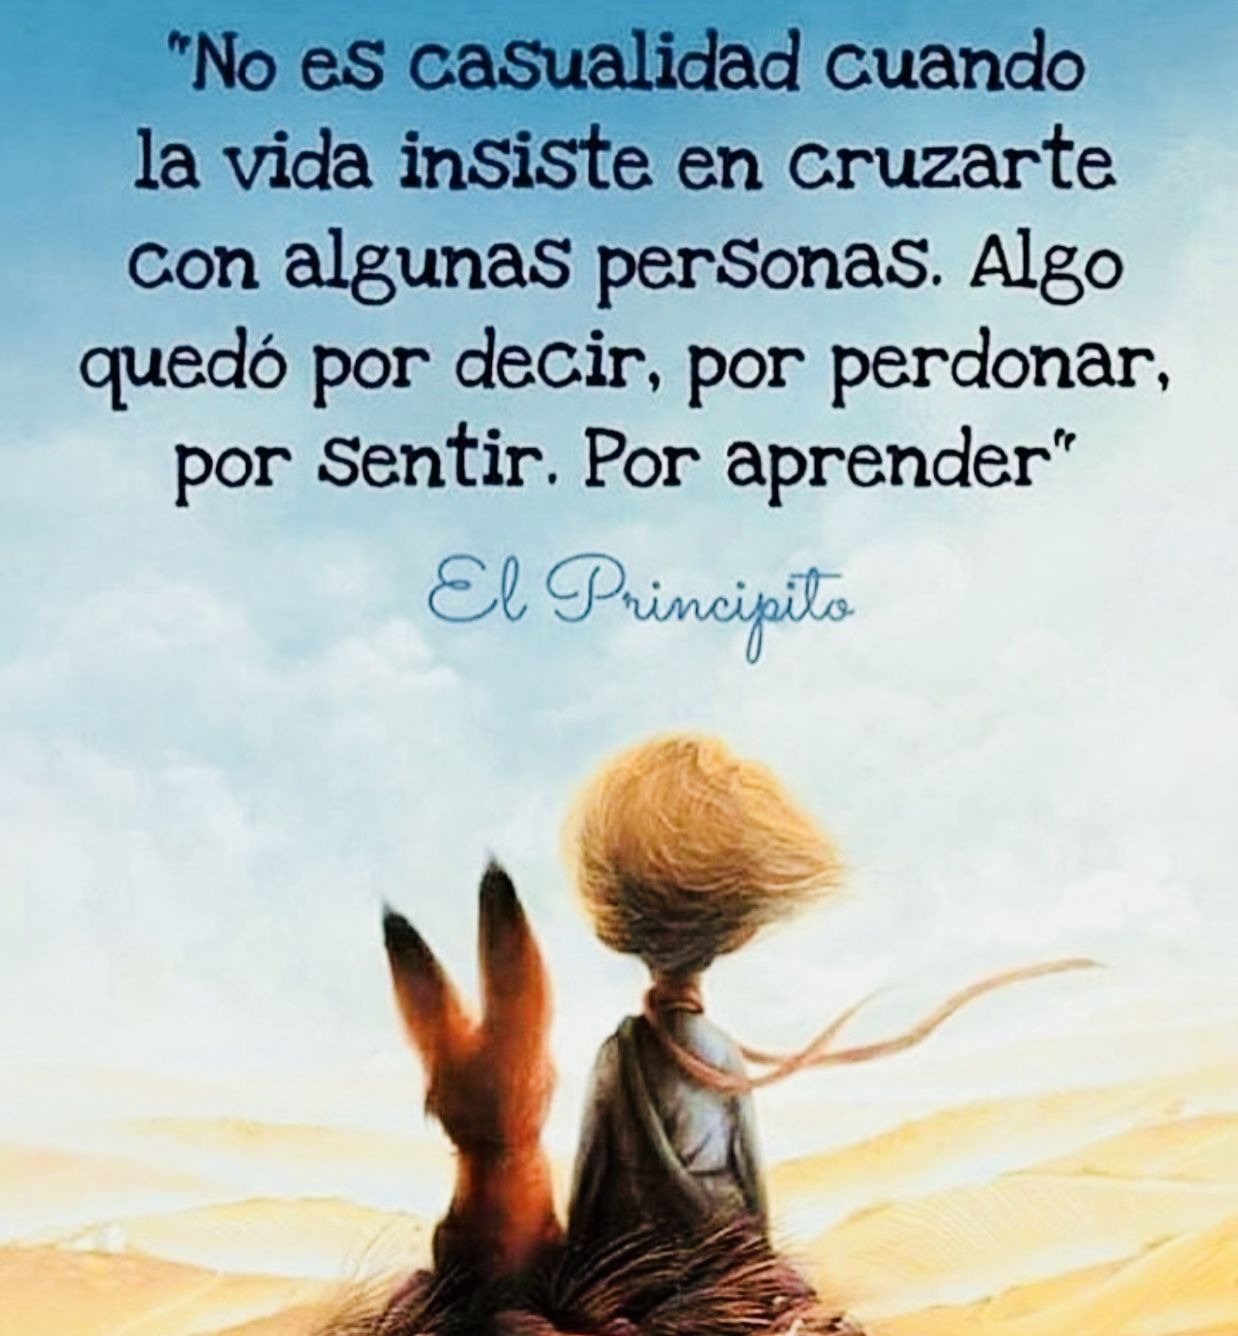 "No es casualidad cuando
la vida insiste en cruzarte
con algunas personas. Algo
quedó por decir, por perdonar,
por sentir. Por aprender"
El Principito